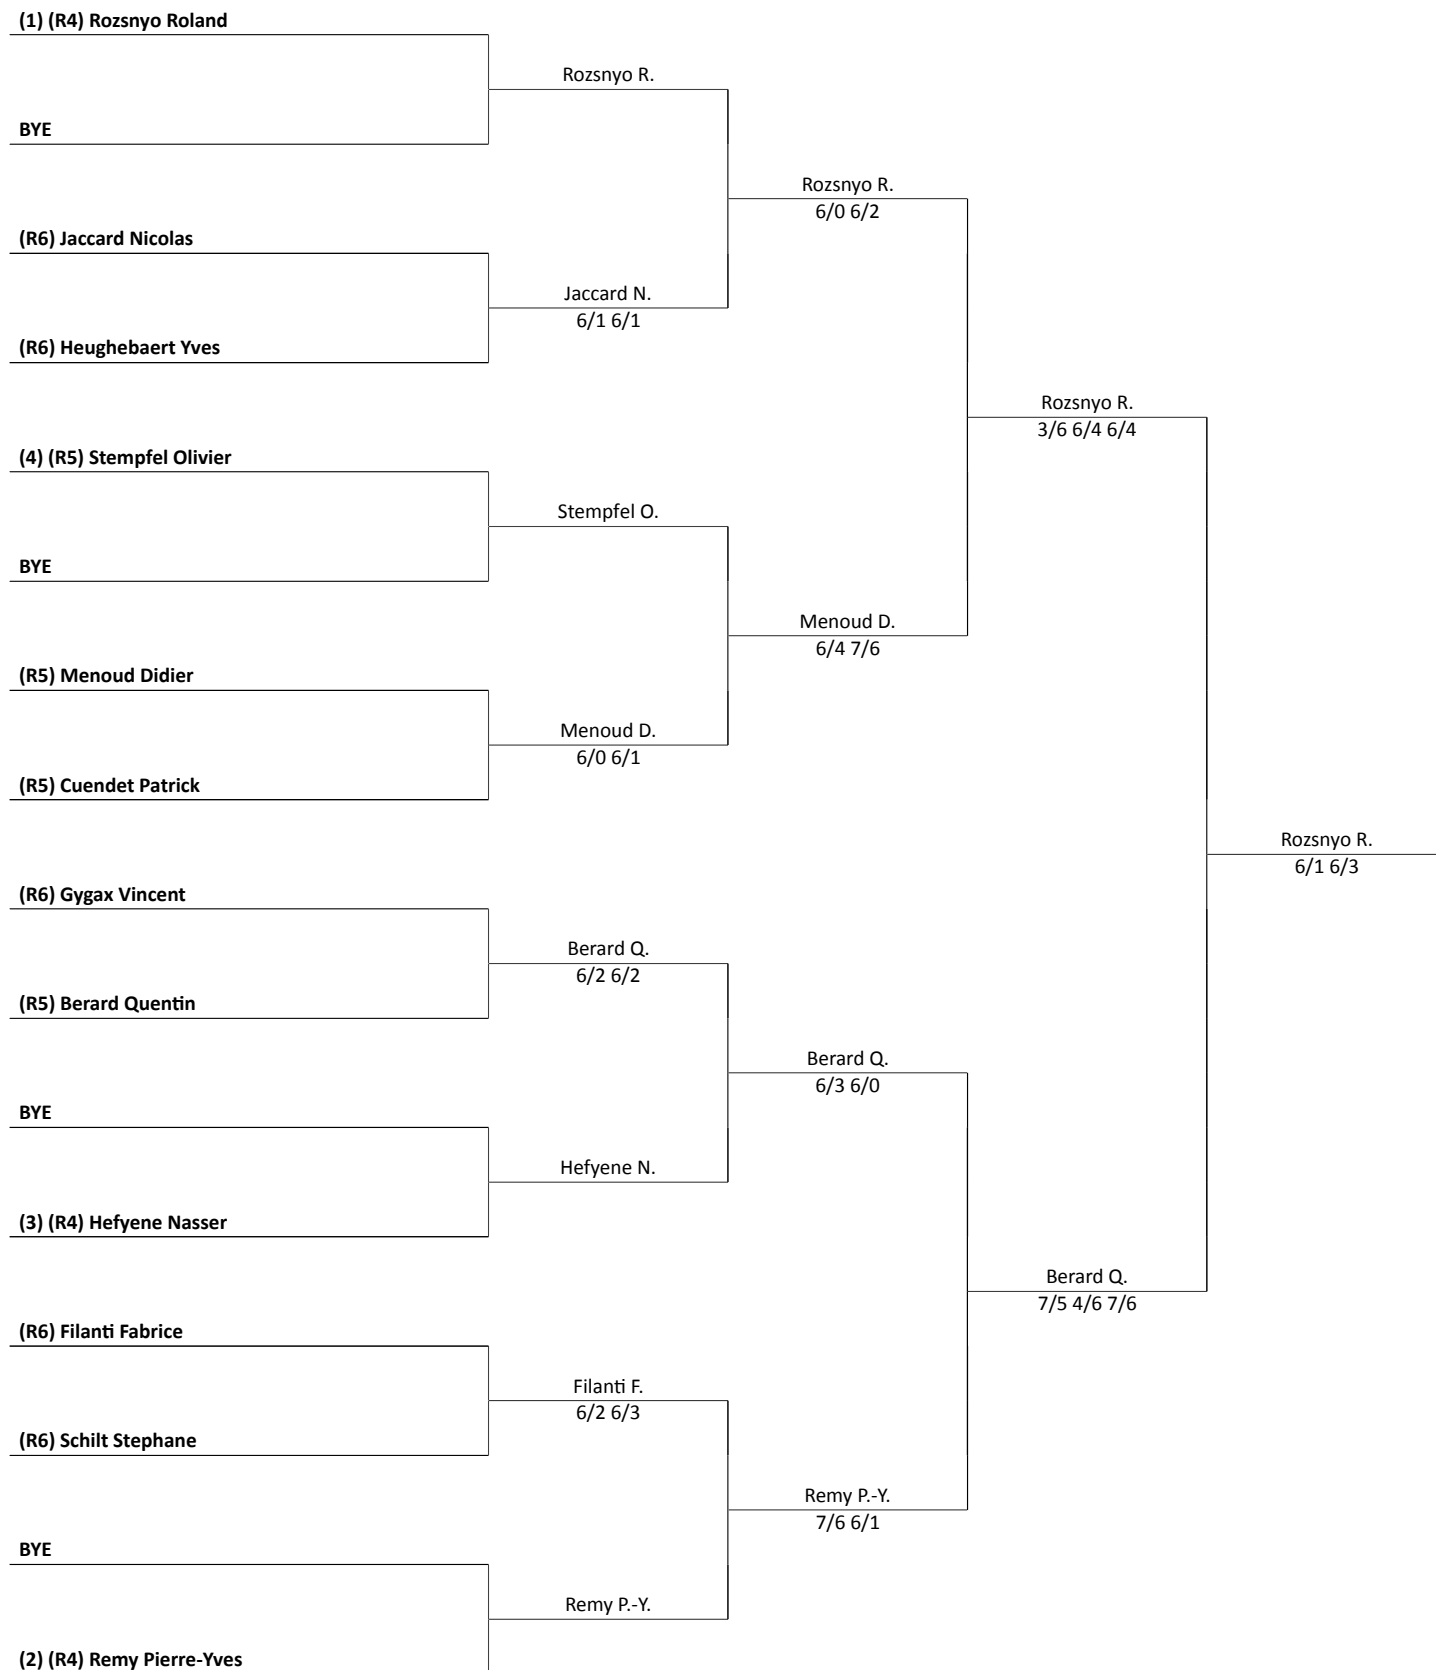 (1) (R4) Rozsnyo Roland
Rozsnyo R.
BYE
Rozsnyo R.
6/0 6/2
(R6) Jaccard Nicolas
Jaccard N.
6/1 6/1
(R6) Heughebaert Yves
Rozsnyo R.
3/6 6/4 6/4
(4) (R5) Stempfel Olivier
Stempfel O.
BYE
Menoud D.
6/4 7/6
(R5) Menoud Didier
Menoud D.
6/0 6/1
(R5) Cuendet Patrick
Rozsnyo R.
6/1 6/3
(R6) Gygax Vincent
Berard Q.
6/2 6/2
(R5) Berard Quentin
Berard Q.
6/3 6/0
BYE
Hefyene N.
(3) (R4) Hefyene Nasser
Berard Q.
7/5 4/6 7/6
(R6) Filanti Fabrice
Filanti F.
6/2 6/3
(R6) Schilt Stephane
Remy P.-Y.
7/6 6/1
BYE
Remy P.-Y.
(2) (R4) Remy Pierre-Yves